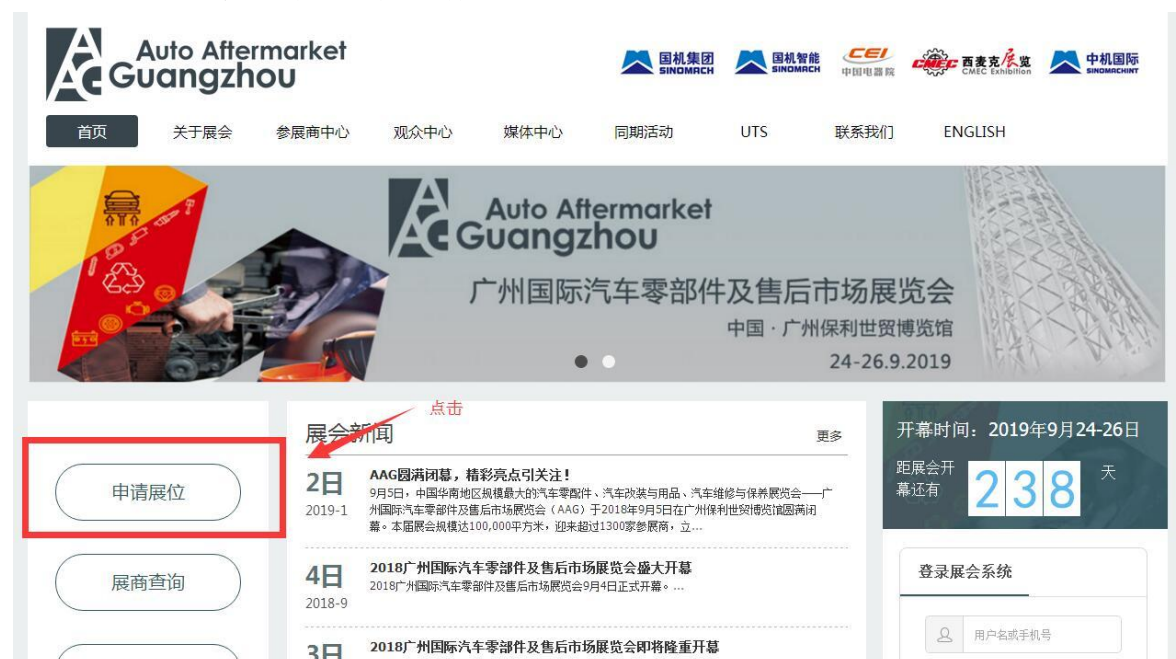 Auto Aftermarket
Guangzhou
国机集团
SINOMACH
国机智能
SINOMACH
CEI
中国电器院
CMEC 西麦克展览
CMEC Exhibition
中机国际
SINOMACHINT
首页 关于展会 参展商中心 观众中心 媒体中心 同期活动 UTS 联系我们 ENGLISH
Auto Aftermarket
Guangzhou
广州国际汽车零部件及售后市场展览会
中国 · 广州保利世贸博览馆
24-26.9.2019
点击
申请展位
展商查询
展会新闻
更多
2日
2019-1
AAG圆满闭幕，精彩亮点引关注！
9月5日，中国华南地区规模最大的汽车零配件、汽车改装与用品、汽车维修与保养展览会——广
州国际汽车零部件及售后市场展览会（AAG）于2018年9月5日在广州保利世贸博览馆圆满闭
幕。本届展会规模达100,000平方米，迎来超过1300家参展商，立...
4日
2018-9
2018广州国际汽车零部件及售后市场展览会盛大开幕
2018广州国际汽车零部件及售后市场展览会9月4日正式开幕。...
3日
2018广州国际汽车零部件及售后市场展览会即将隆重开幕
开幕时间：2019年9月24-26日
距展会开
幕还有
238
天
登录展会系统
用户名或手机号